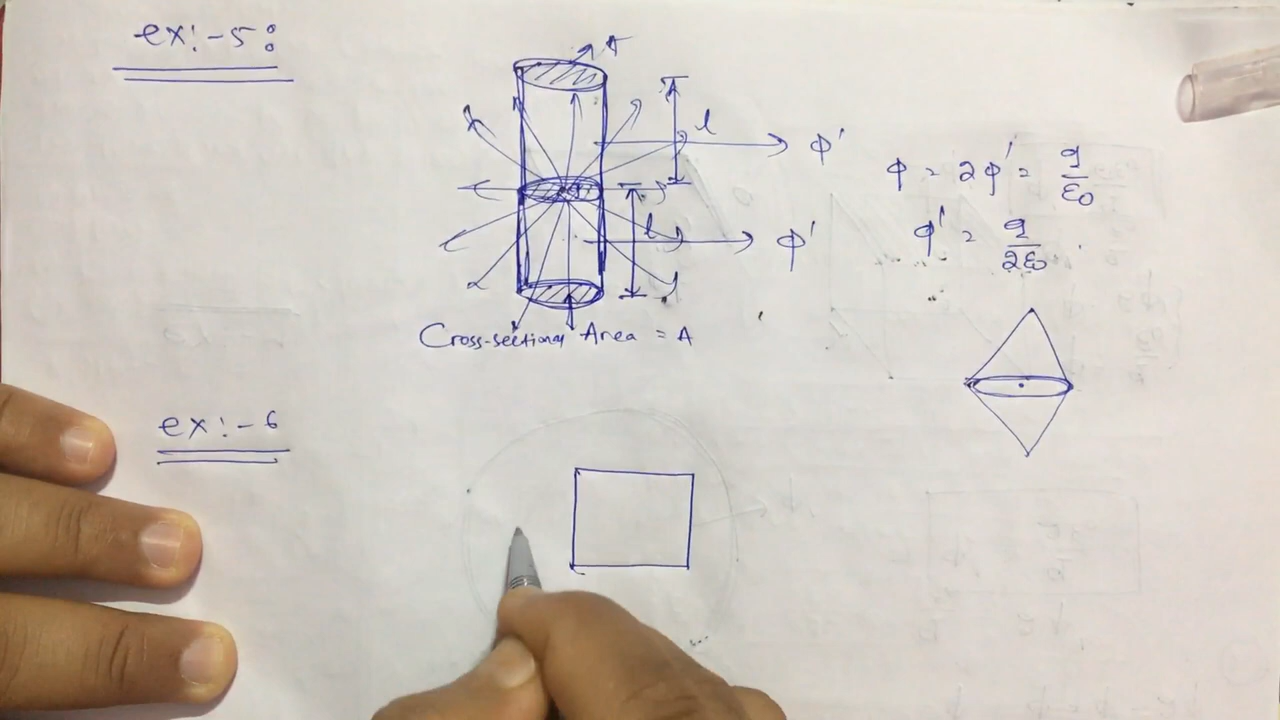 ex:-5:
A
l
ϕ'
l
ϕ'
Cross-sectional Area = A
ϕ = 2ϕ' = q/ε0
ϕ' = q/2ε0
ex:-6